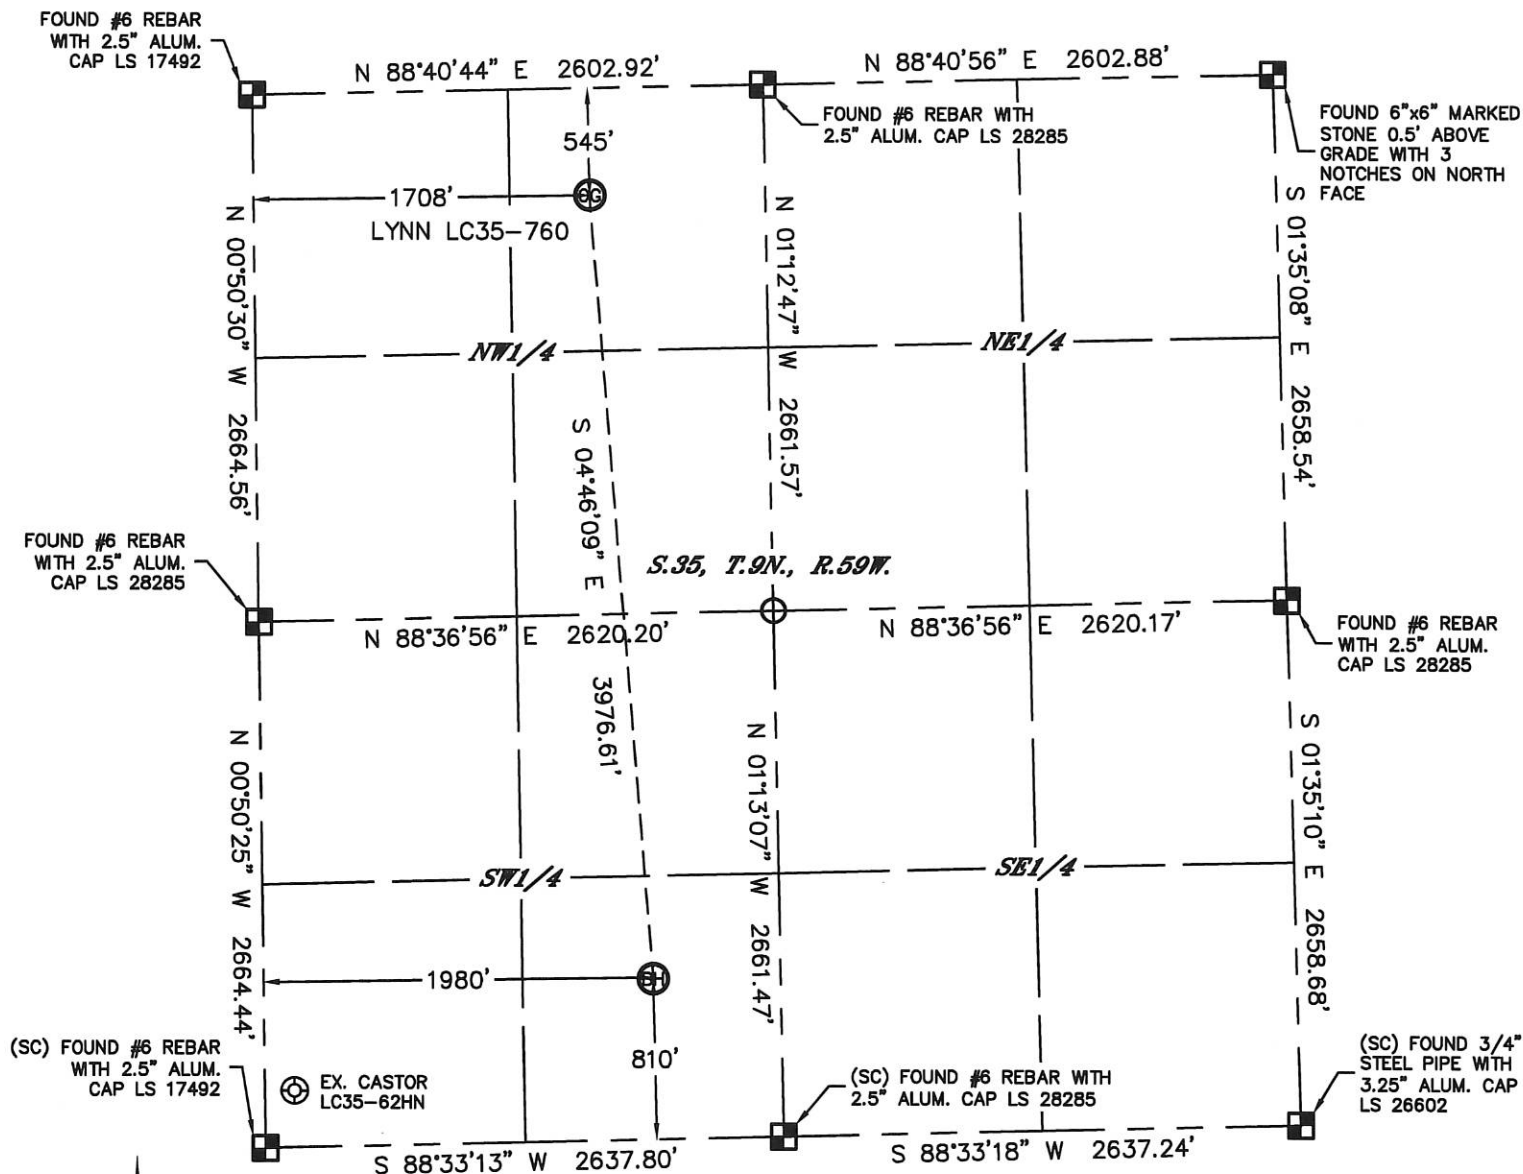 FOUND #6 REBAR
WITH 2.5" ALUM.
CAP LS 17492
N 88°40'44" E 2602.92'
N 88°40'56" E 2602.88'
FOUND #6 REBAR WITH
2.5" ALUM. CAP LS 28285
FOUND 6"x6" MARKED
STONE 0.5' ABOVE
GRADE WITH 3
NOTCHES ON NORTH
FACE
545'
1708'
LYNN LC35-760
N 00°50'30" W 2664.56'
N 01°12'47" W 2661.57'
S 01°35'08" E 2658.54'
NW1/4
NE1/4
S 04°46'09" E 3976.61'
S.35, T.9N., R.59W.
FOUND #6 REBAR
WITH 2.5" ALUM.
CAP LS 28285
N 88°36'56" E 2620.20'
N 88°36'56" E 2620.17'
FOUND #6 REBAR
WITH 2.5" ALUM.
CAP LS 28285
N 00°50'25" W 2664.44'
N 01°13'07" W 2661.47'
S 01°35'10" E 2658.68'
SW1/4
SE1/4
1980'
BH
810'
(SC) FOUND #6 REBAR
WITH 2.5" ALUM.
CAP LS 17492
EX. CASTOR
LC35-62HN
(SC) FOUND #6 REBAR WITH
2.5" ALUM. CAP LS 28285
(SC) FOUND 3/4"
STEEL PIPE WITH
3.25" ALUM. CAP
LS 26602
S 88°33'13" W 2637.80'
S 88°33'18" W 2637.24'